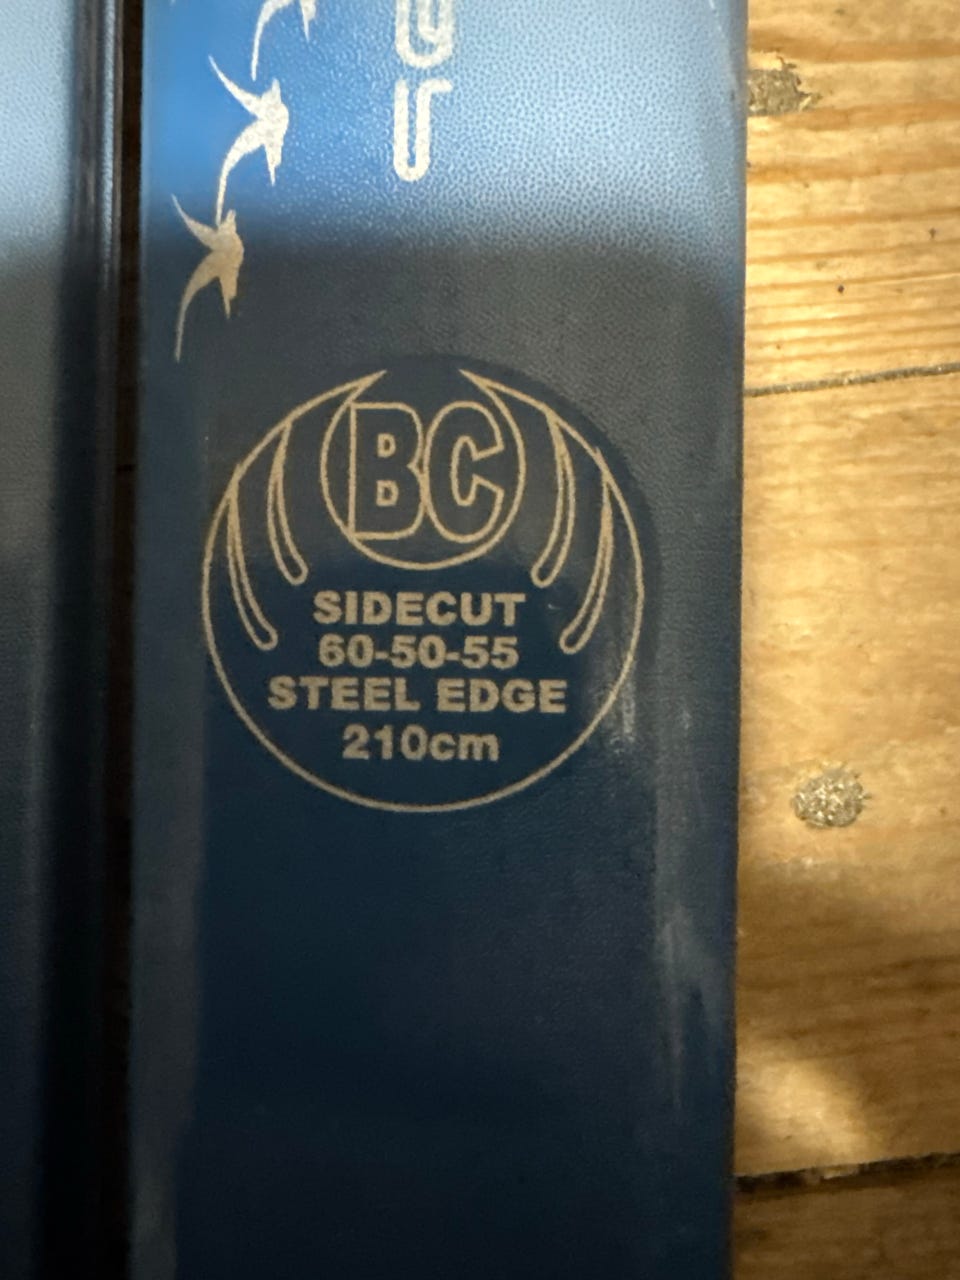 BC
SIDECUT
60-50-55
STEEL EDGE
210cm